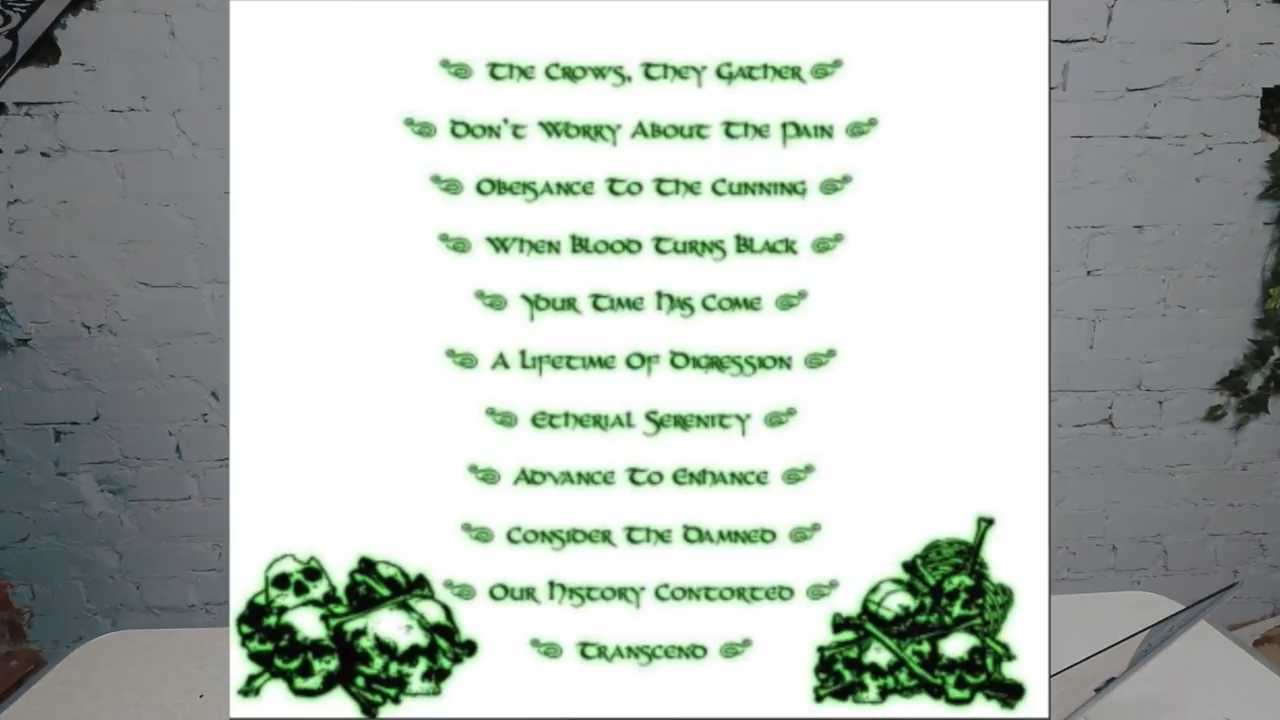 The Crows, They Gather
Don't Worry About The Pain
Obeisance To The Cunning
When Blood Turns Black
Your Time Has Come
A Lifetime Of Digression
Etherial Serenity
Advance To Enhance
Consider The Damned
Our History Contorted
Transcend